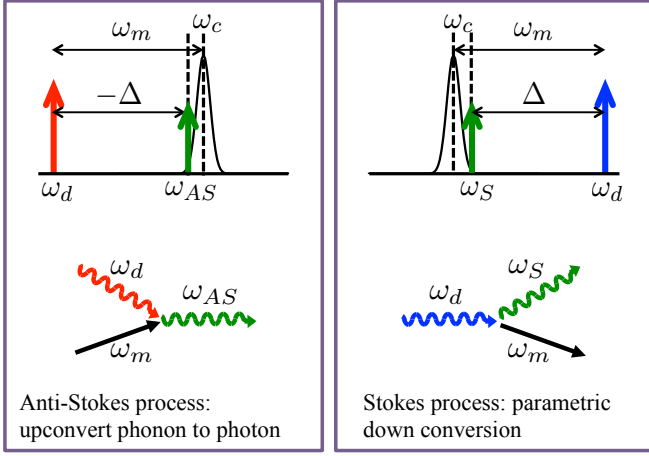 ω_m ω_c
−Δ
ω_d ω_AS
ω_d
ω_AS
ω_m
Anti-Stokes process:
upconvert phonon to photon
ω_c ω_m
Δ
ω_S ω_d
ω_S
ω_d
ω_m
Stokes process: parametric
down conversion